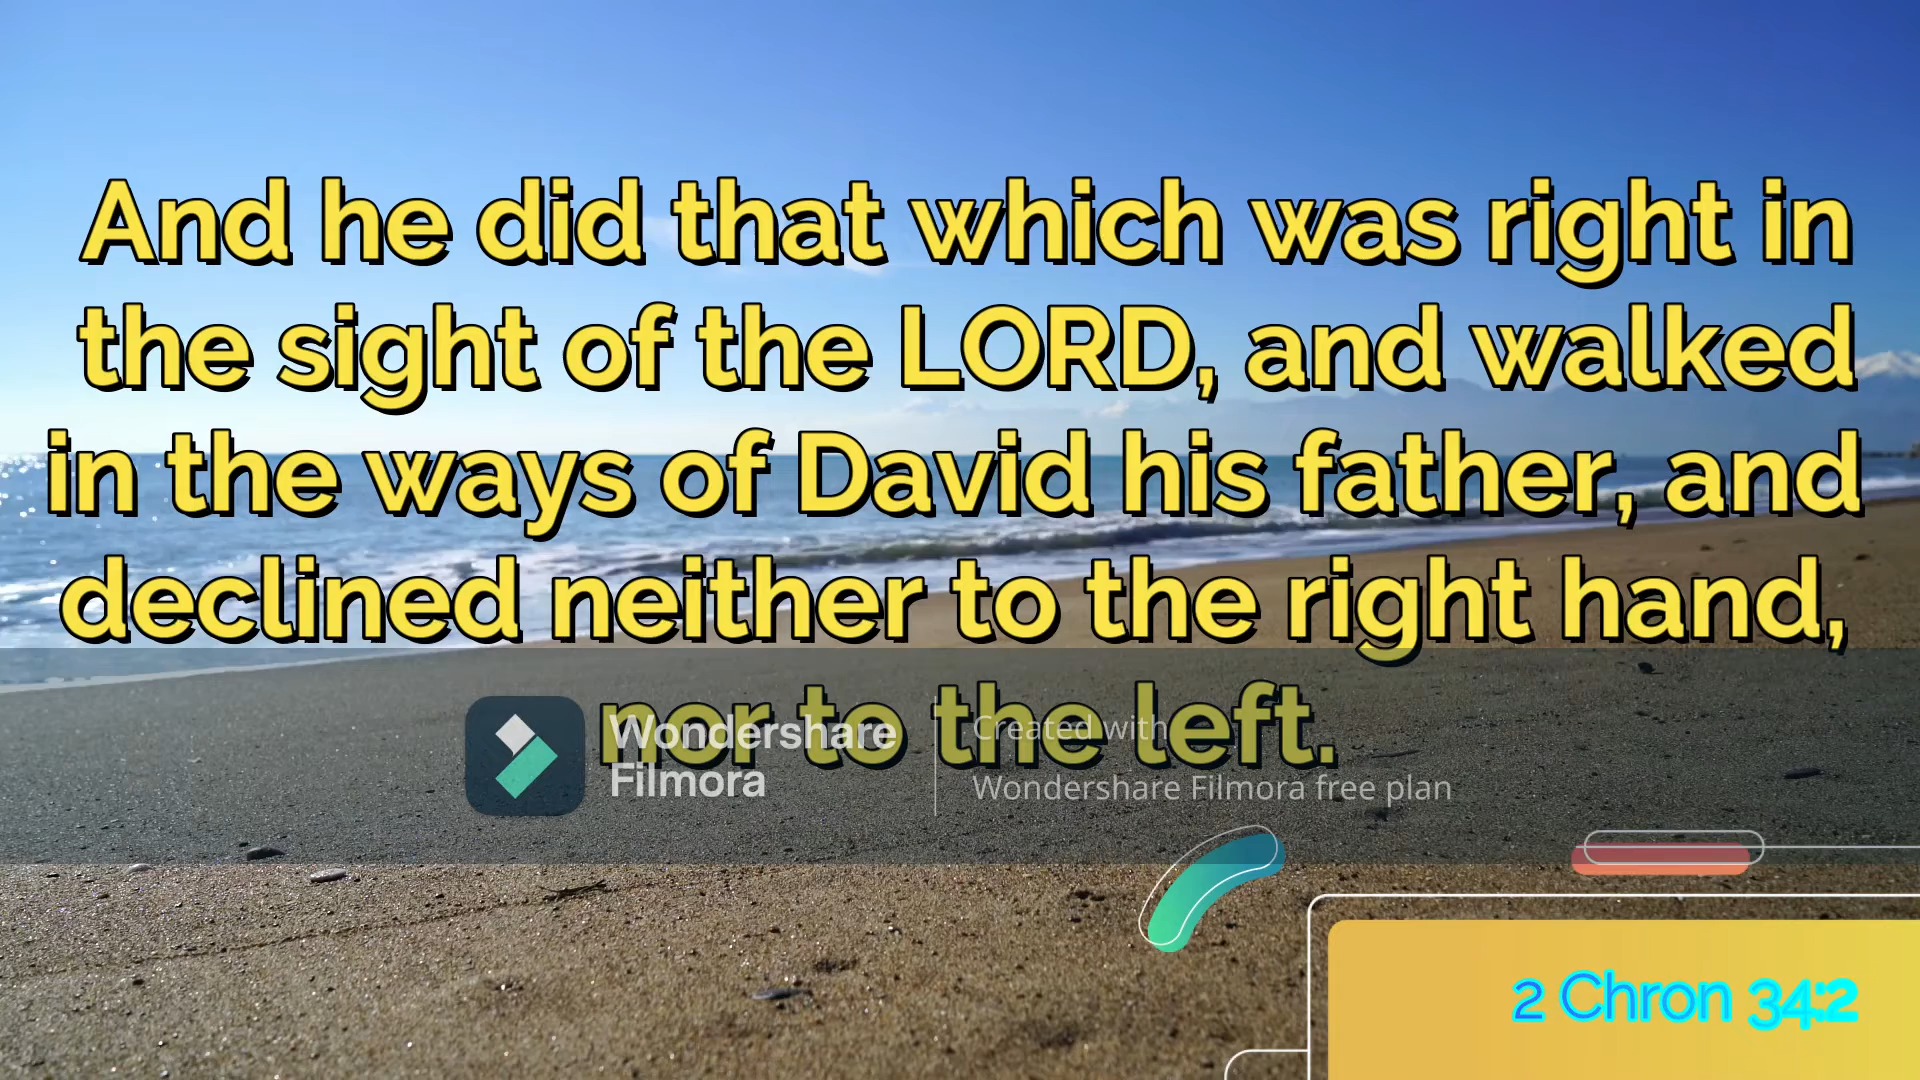 And he did that which was right in
the sight of the LORD, and walked
in the ways of David his father, and
declined neither to the right hand,
nor to the left.
Wondershare
Filmora
Created with
Wondershare Filmora free plan
2 Chron 34:2